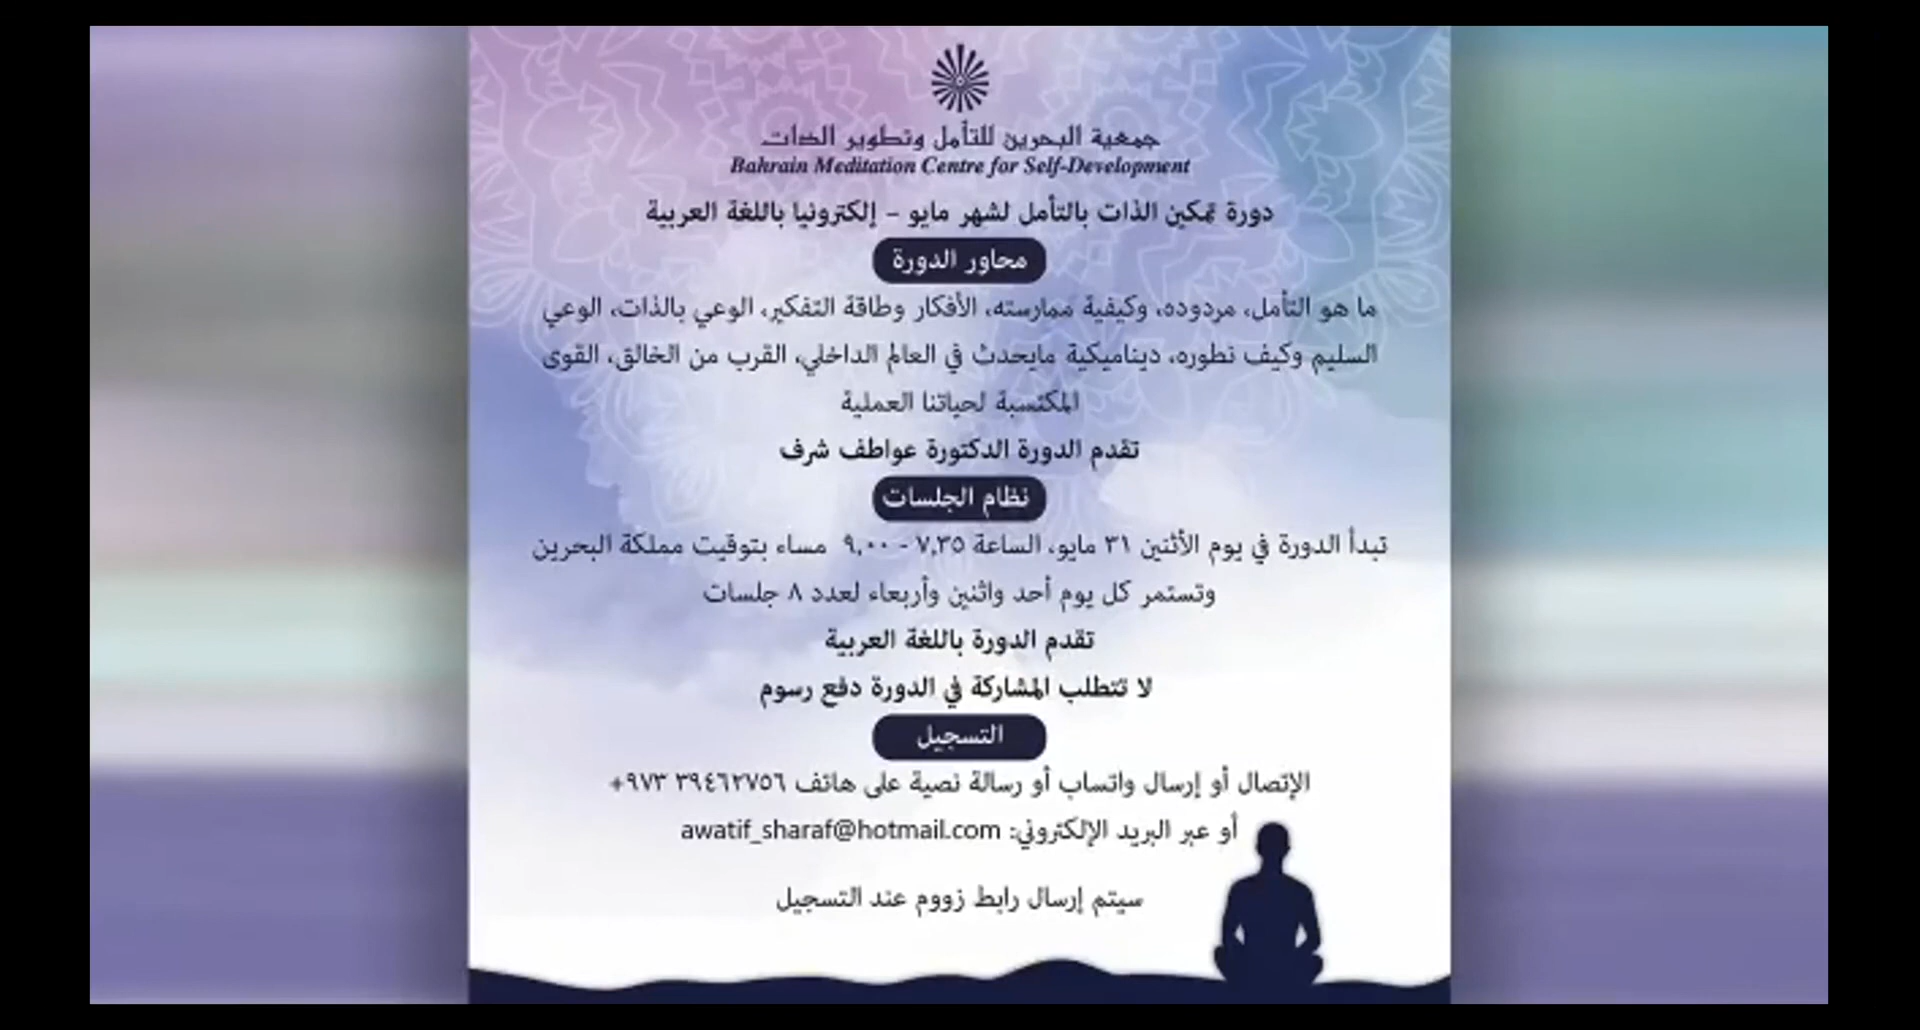 جمعية البحرين للتأمل وتطوير الذات
Bahrain Meditation Centre for Self-Development
دورة تمكين الذات بالتأمل لشهر مايو – إلكترونيا باللغة العربية
محاور الدورة
ما هو التأمل، مردوده، وكيفية ممارسته، الأفكار وطاقة التفكير، الوعي بالذات، الوعي
السليم وكيف نطوره، ديناميكية مايحدث في العالم الداخلي، القرب من الخالق، القوى
المكتسبة لحياتنا العملية
تقدم الدورة الدكتورة عواطف شرف
نظام الجلسات
تبدأ الدورة في يوم الأثنين ٣١ مايو، الساعة ٧,٣٥ - ٩,٠٠ مساء بتوقيت مملكة البحرين
وتستمر كل يوم أحد واثنين وأربعاء لعدد ٨ جلسات
تقدم الدورة باللغة العربية
لا تتطلب المشاركة في الدورة دفع رسوم
التسجيل
الإتصال أو إرسال واتساب أو رسالة نصية على هاتف ٣٩٤٦٢٧٥٦ ٩٧٣+
أو عبر البريد الإلكتروني: awatif_sharaf@hotmail.com
سيتم إرسال رابط زووم عند التسجيل